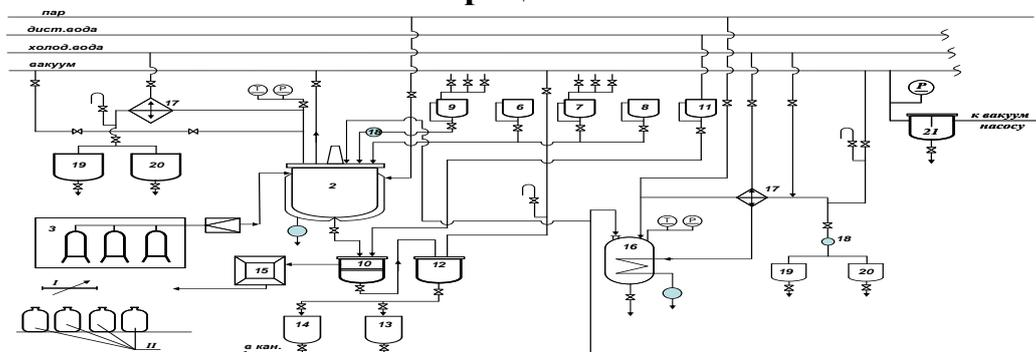 пар
дист.вода
холод.вода
вакуум
17
Т
Р
9
6
7
8
11
18
19
20
2
3
15
10
12
14
13
в кан.
I
II
16
Т
Р
17
18
19
20
Р
21
к вакуум
насосу